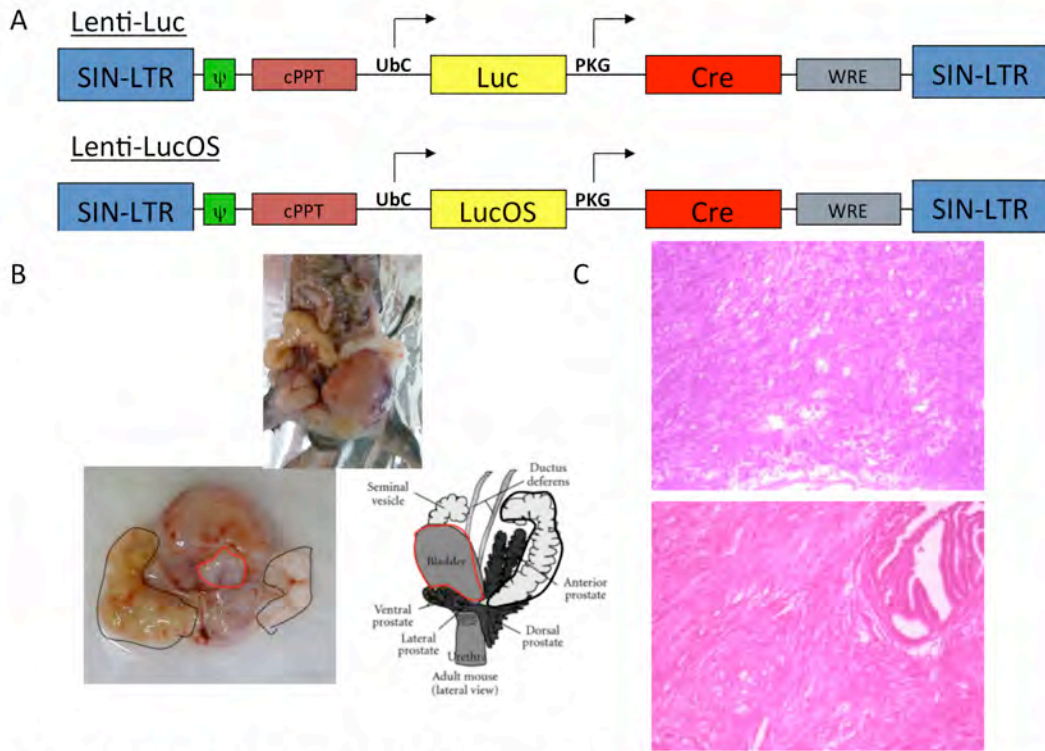 A
Lenti-Luc
SIN-LTR ψ cPPT UbC Luc PKG Cre WRE SIN-LTR
Lenti-LucOS
SIN-LTR ψ cPPT UbC LucOS PKG Cre WRE SIN-LTR
B
C
Seminal
vesicle
Ductus
deferens
Bladder
Anterior
prostate
Ventral
prostate
Lateral
prostate
Dorsal
prostate
Urethra
Adult mouse
(lateral view)